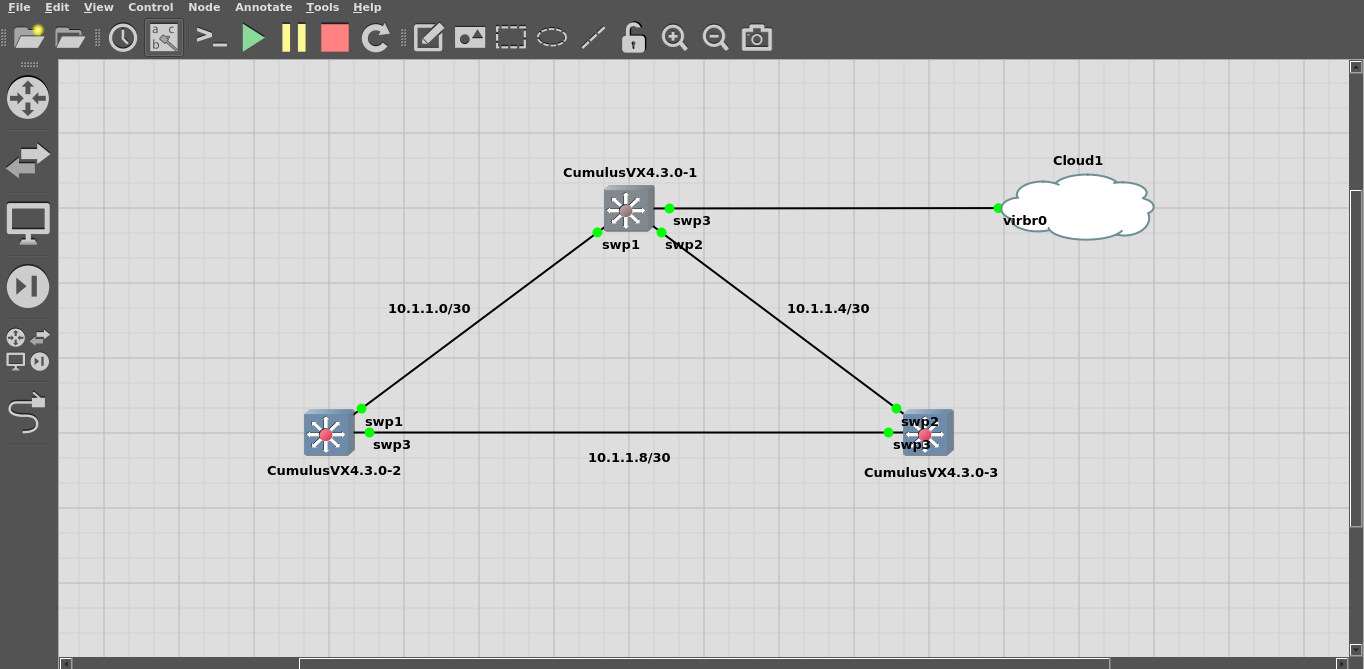 File Edit View Control Node Annotate Tools Help
a c
b
>_
Cloud1
CumulusVX4.3.0-1
swp3
virbr0
swp1
swp2
10.1.1.0/30
10.1.1.4/30
swp1
swp2
swp3
swp3
10.1.1.8/30
CumulusVX4.3.0-2
CumulusVX4.3.0-3